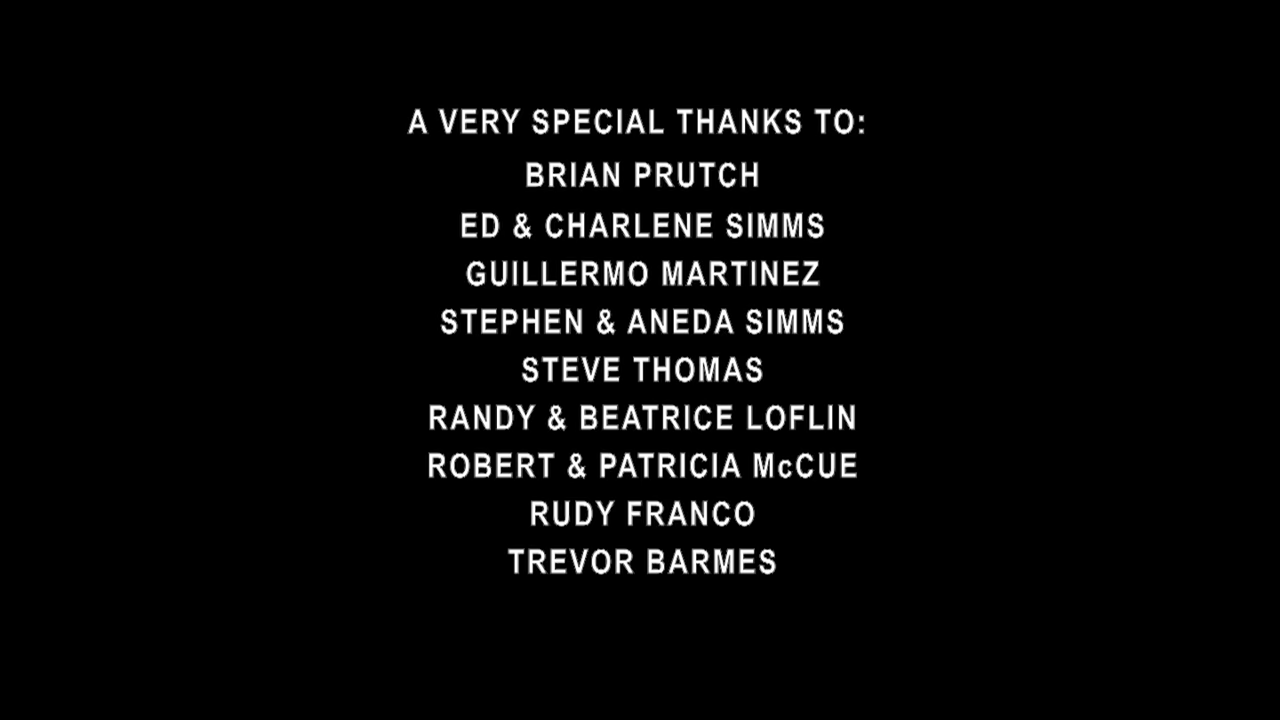 A VERY SPECIAL THANKS TO:
BRIAN PRUTCH
ED & CHARLENE SIMMS
GUILLERMO MARTINEZ
STEPHEN & ANEDA SIMMS
STEVE THOMAS
RANDY & BEATRICE LOFLIN
ROBERT & PATRICIA McCUE
RUDY FRANCO
TREVOR BARMES